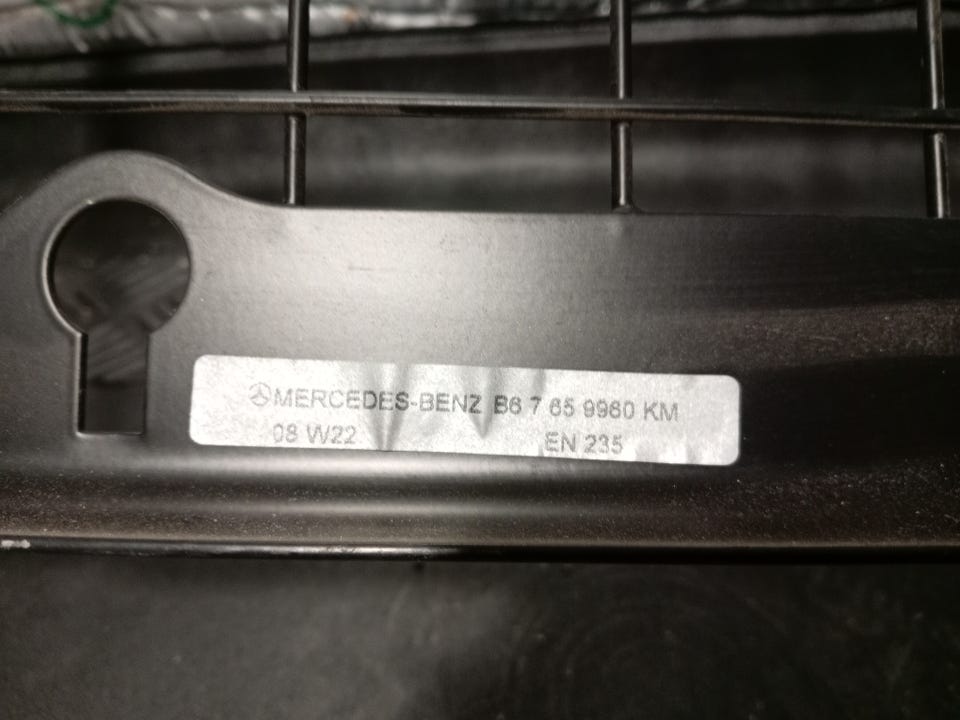 MERCEDES-BENZ B6 7 65 9960 KM
08 W22 EN 235